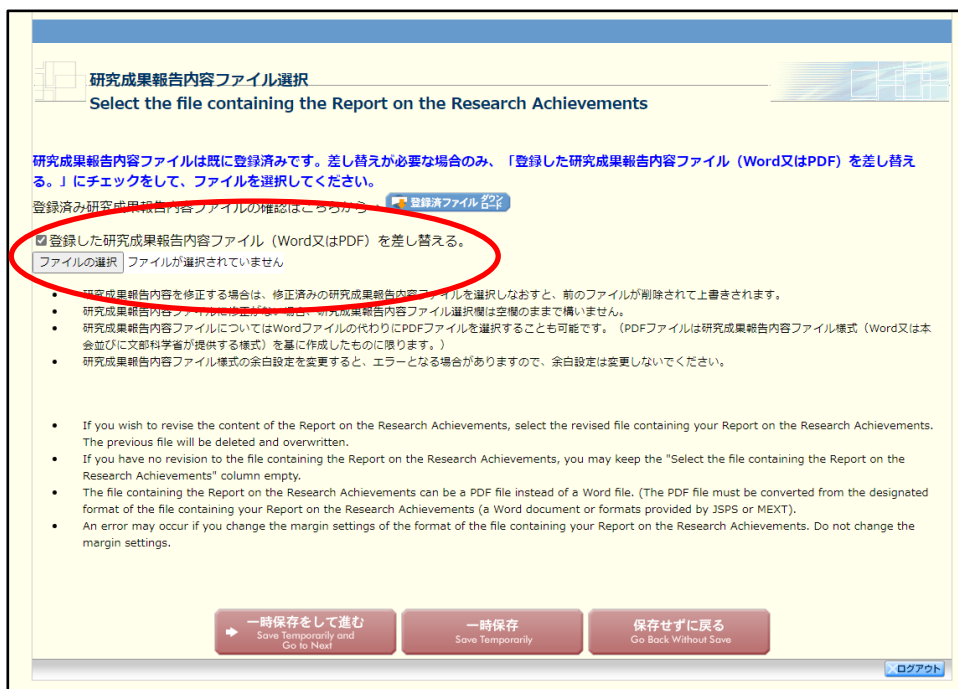 研究成果報告内容ファイル選択
Select the file containing the Report on the Research Achievements
研究成果報告内容ファイルは既に登録済みです。差し替えが必要な場合のみ、「登録した研究成果報告内容ファイル（Word又はPDF）を差し替え
る。」にチェックをして、ファイルを選択してください。
登録済み研究成果報告内容ファイルの確認はこちらから→ 登録済ファイル ダウンロード
登録した研究成果報告内容ファイル（Word又はPDF）を差し替える。
ファイルの選択 ファイルが選択されていません
• 研究成果報告内容を修正する場合は、修正済みの研究成果報告内容ファイルを選択しなおすと、前のファイルが削除されて上書きされます。
• 研究成果報告内容ファイルに修正がない場合、研究成果報告内容ファイル選択欄は空欄のままで構いません。
• 研究成果報告内容ファイルについてはWordファイルの代わりにPDFファイルを選択することも可能です。（PDFファイルは研究成果報告内容ファイル様式（Word又は本
会並びに文部科学省が提供する様式）を基に作成したものに限ります。）
• 研究成果報告内容ファイル様式の余白設定を変更すると、エラーとなる場合がありますので、余白設定は変更しないでください。
• If you wish to revise the content of the Report on the Research Achievements, select the revised file containing your Report on the Research Achievements.
The previous file will be deleted and overwritten.
• If you have no revision to the file containing the Report on the Research Achievements, you may keep the "Select the file containing the Report on the
Research Achievements" column empty.
• The file containing the Report on the Research Achievements can be a PDF file instead of a Word file. (The PDF file must be converted from the designated
format of the file containing your Report on the Research Achievements (a Word document or formats provided by JSPS or MEXT).
• An error may occur if you change the margin settings of the format of the file containing your Report on the Research Achievements. Do not change the
margin settings.
一時保存をして進む
Save Temporarily and
Go to Next
一時保存
Save Temporarily
保存せずに戻る
Go Back Without Save
ログアウト